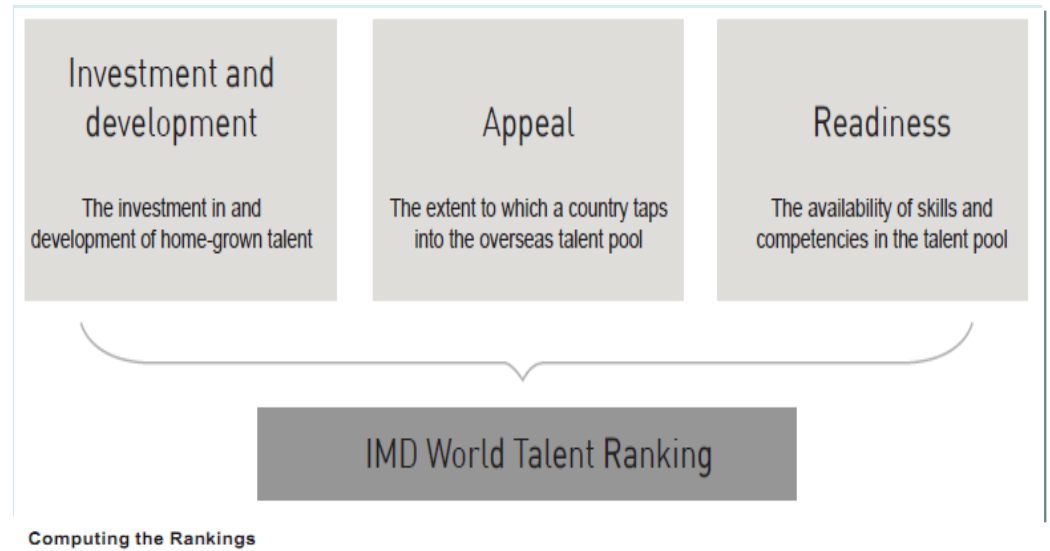 Investment and
development
The investment in and
development of home-grown talent
Appeal
The extent to which a country taps
into the overseas talent pool
Readiness
The availability of skills and
competencies in the talent pool
IMD World Talent Ranking
Computing the Rankings